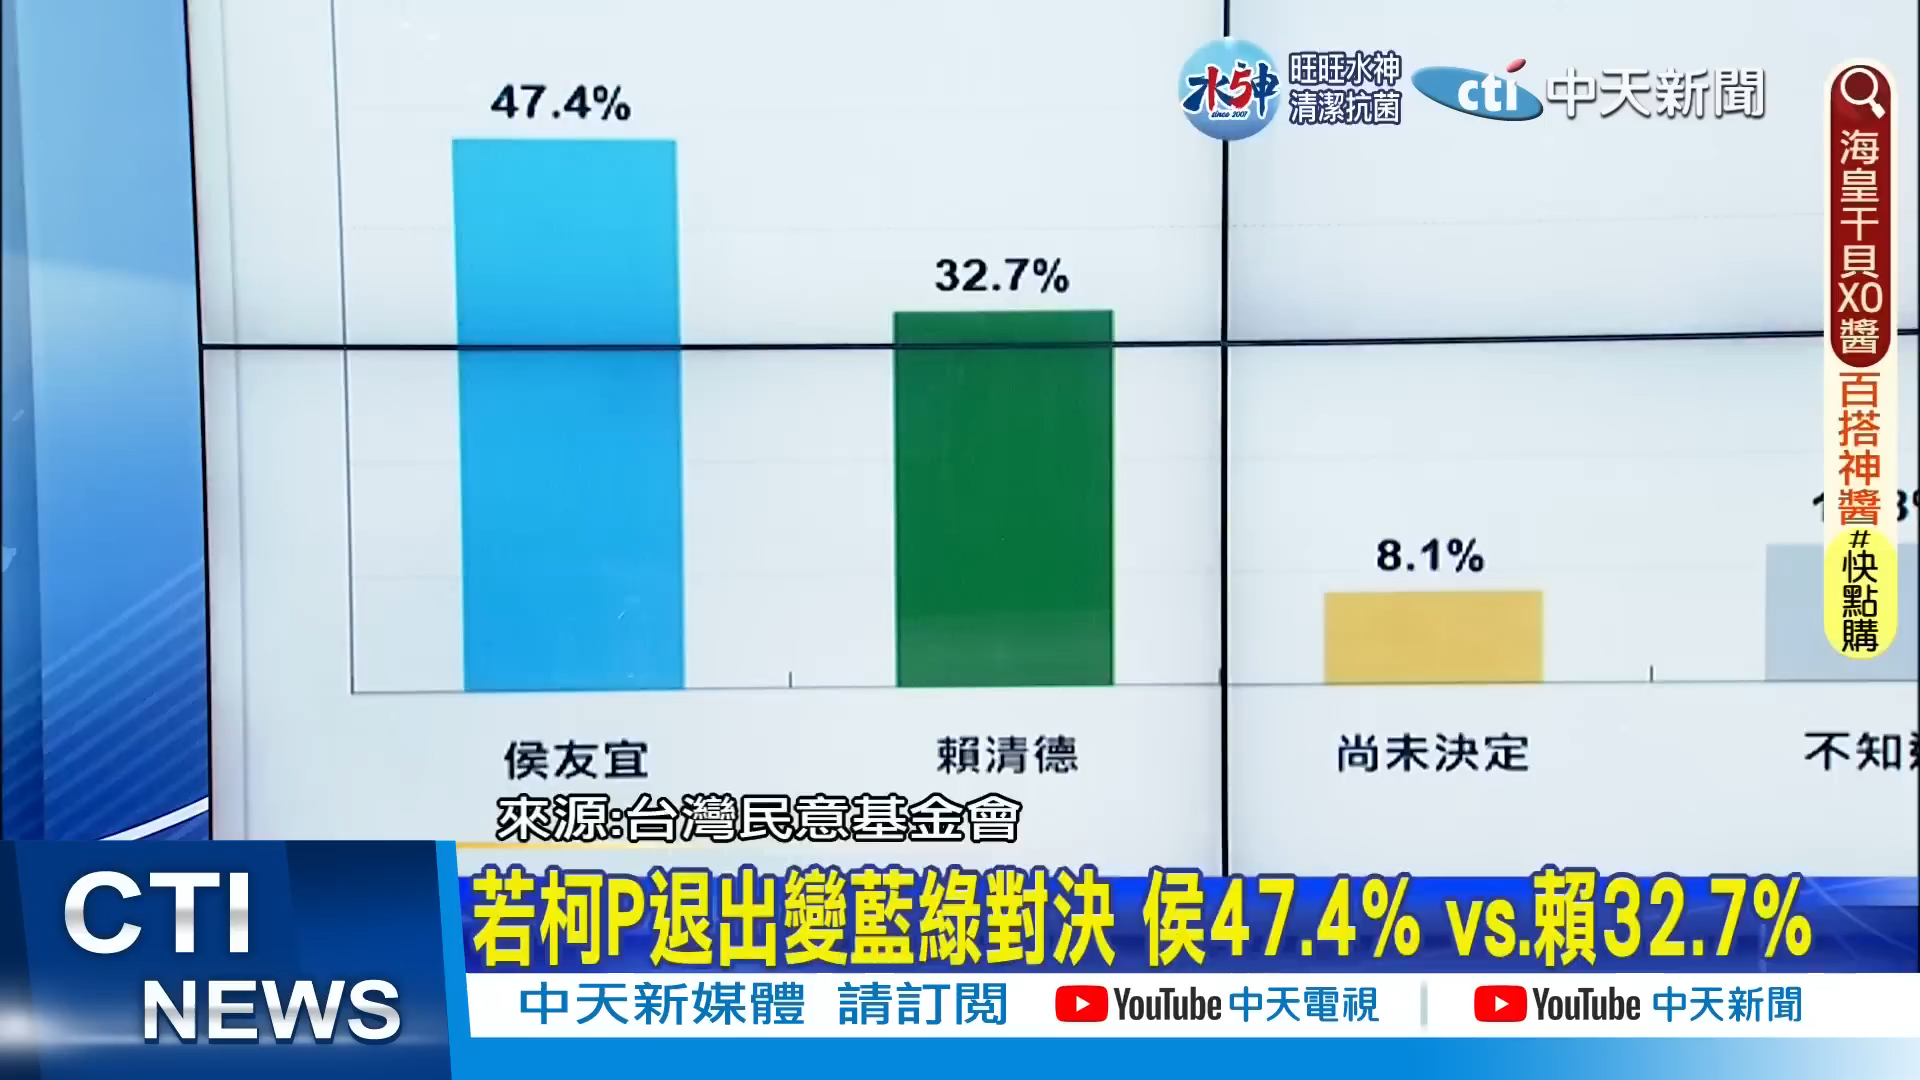 47.4%
32.7%
8.1%
侯友宜
賴清德
尚未決定
不知
水神
since 2007
旺旺水神
清潔抗菌
cti 中天新聞
海皇干貝XO醬
百搭神醬
#快點購
來源:台灣民意基金會
若柯P退出變藍綠對決 侯47.4% vs.賴32.7%
CTI
NEWS
中天新媒體 請訂閱 YouTube 中天電視 | YouTube 中天新聞